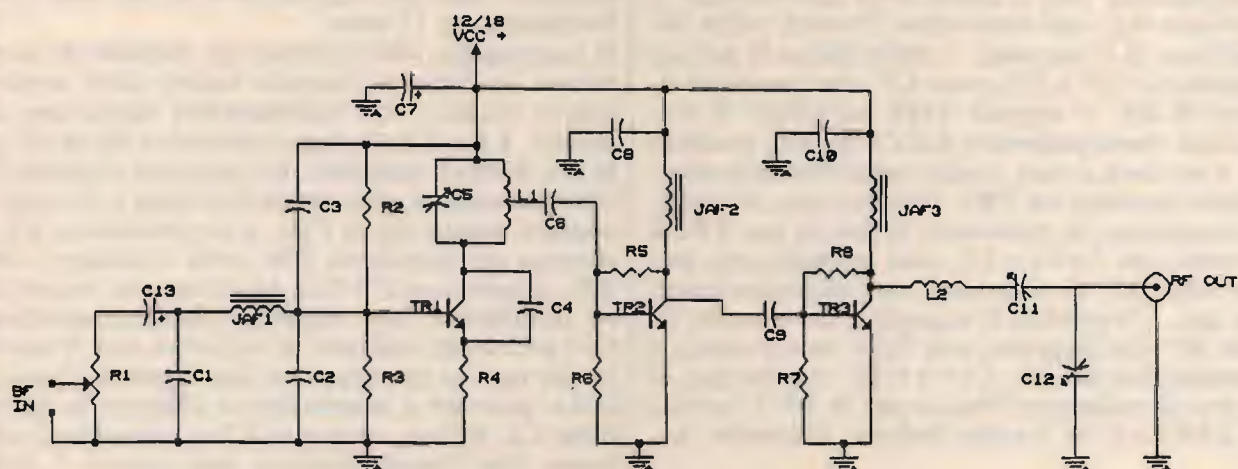 12/18
VCC +
C7
C8
C10
C3
R2
C5
L1
C6
JAF2
JAF3
R5
R8
C13
JAF1
TR1
C4
TR2
C9
TR3
L2
C11
RF OUT
BF
IN
R1
C1
C2
R3
R4
R6
R7
C12